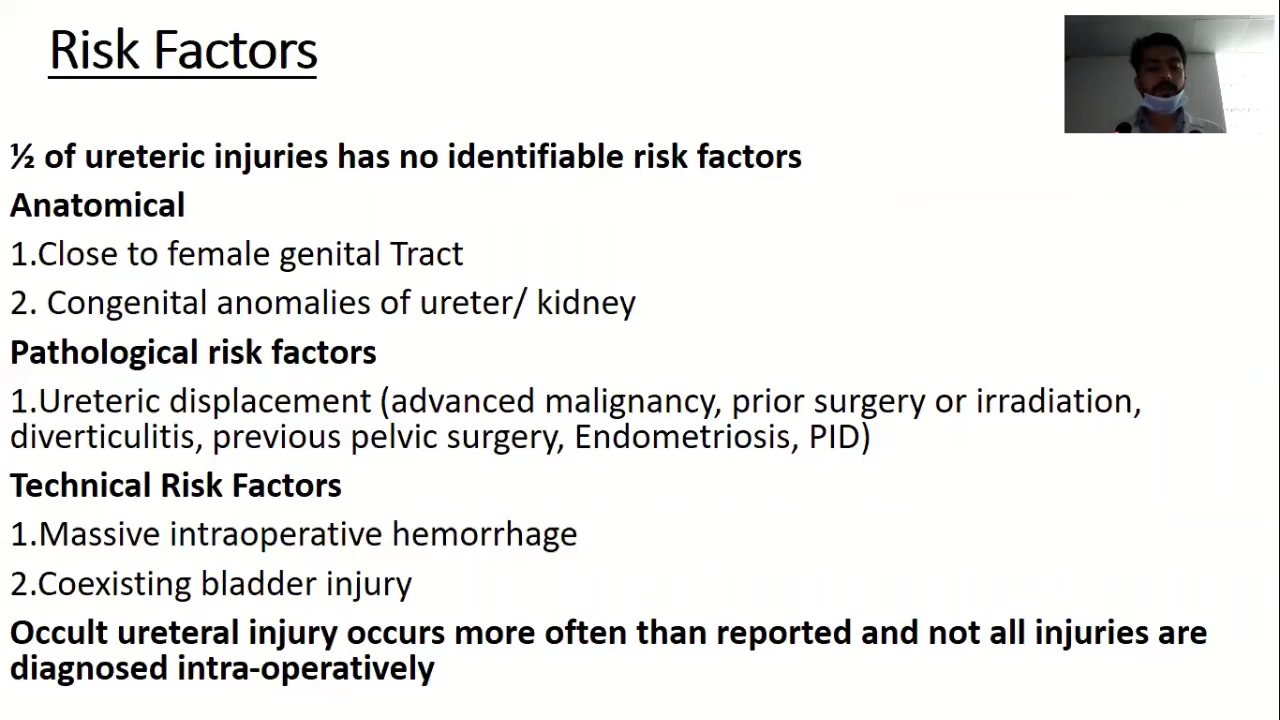 Risk Factors
½ of ureteric injuries has no identifiable risk factors
Anatomical
1.Close to female genital Tract
2. Congenital anomalies of ureter/ kidney
Pathological risk factors
1.Ureteric displacement (advanced malignancy, prior surgery or irradiation,
diverticulitis, previous pelvic surgery, Endometriosis, PID)
Technical Risk Factors
1.Massive intraoperative hemorrhage
2.Coexisting bladder injury
Occult ureteral injury occurs more often than reported and not all injuries are
diagnosed intra-operatively